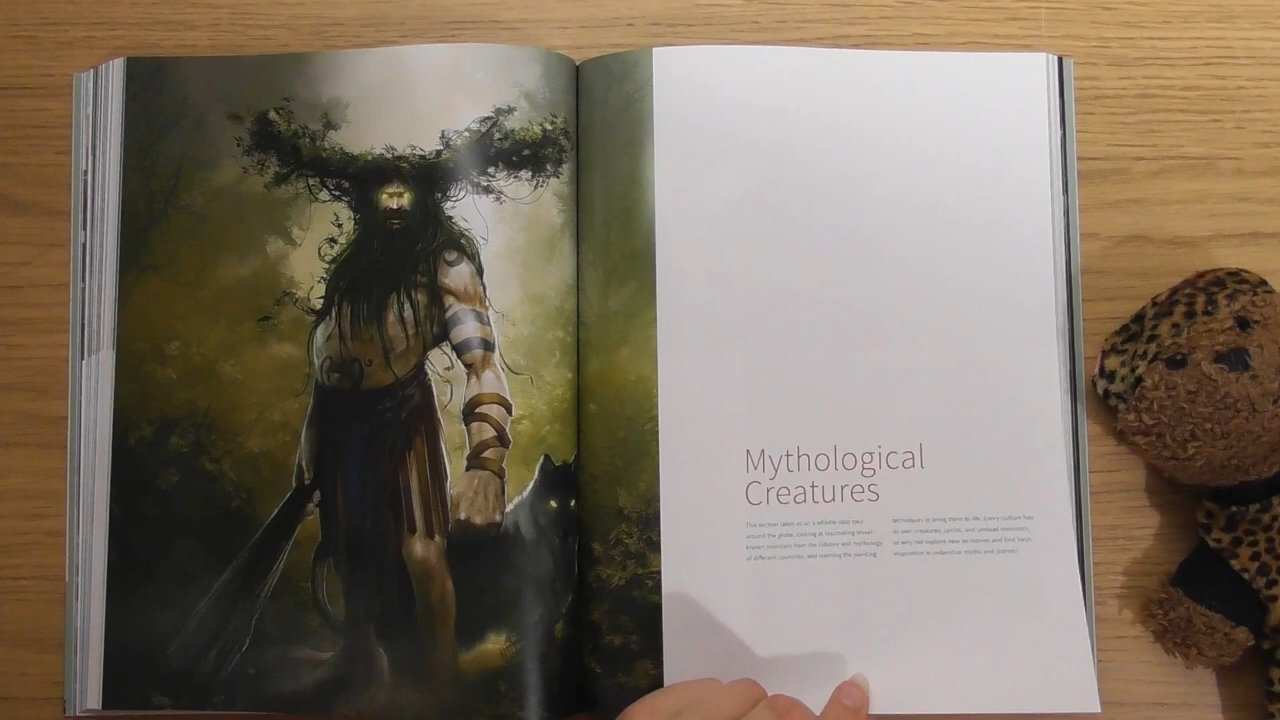 Mythological
Creatures
This section takes us on a whistle stop tour
around the globe, looking at fascinating lesser
known monsters from the folklore and mythology
of different countries, and learning the painting
techniques to bring them to life. Every culture has
its own creatures, spirits, and undead monsters,
so why not explore new territories and find fresh
inspiration in unfamiliar myths and stories!